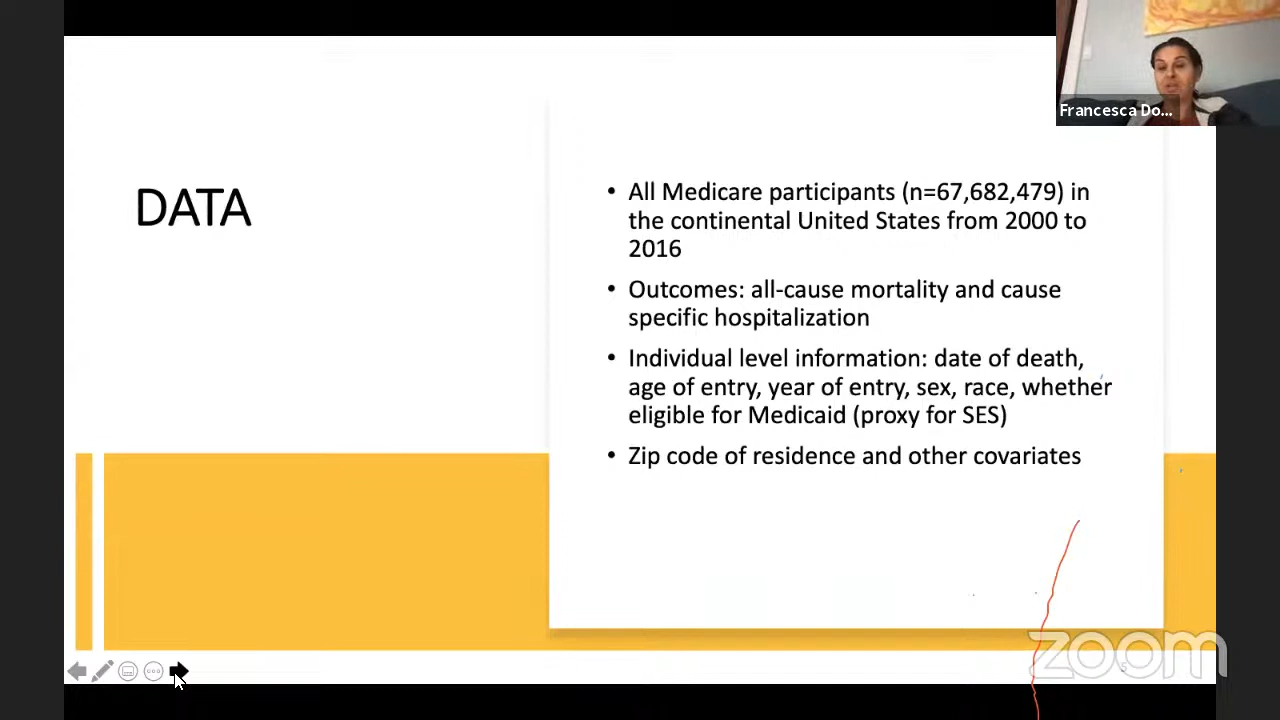 Francesca Do...
DATA
• All Medicare participants (n=67,682,479) in
the continental United States from 2000 to
2016
• Outcomes: all-cause mortality and cause
specific hospitalization
• Individual level information: date of death,
age of entry, year of entry, sex, race, whether
eligible for Medicaid (proxy for SES)
• Zip code of residence and other covariates
zoom
5